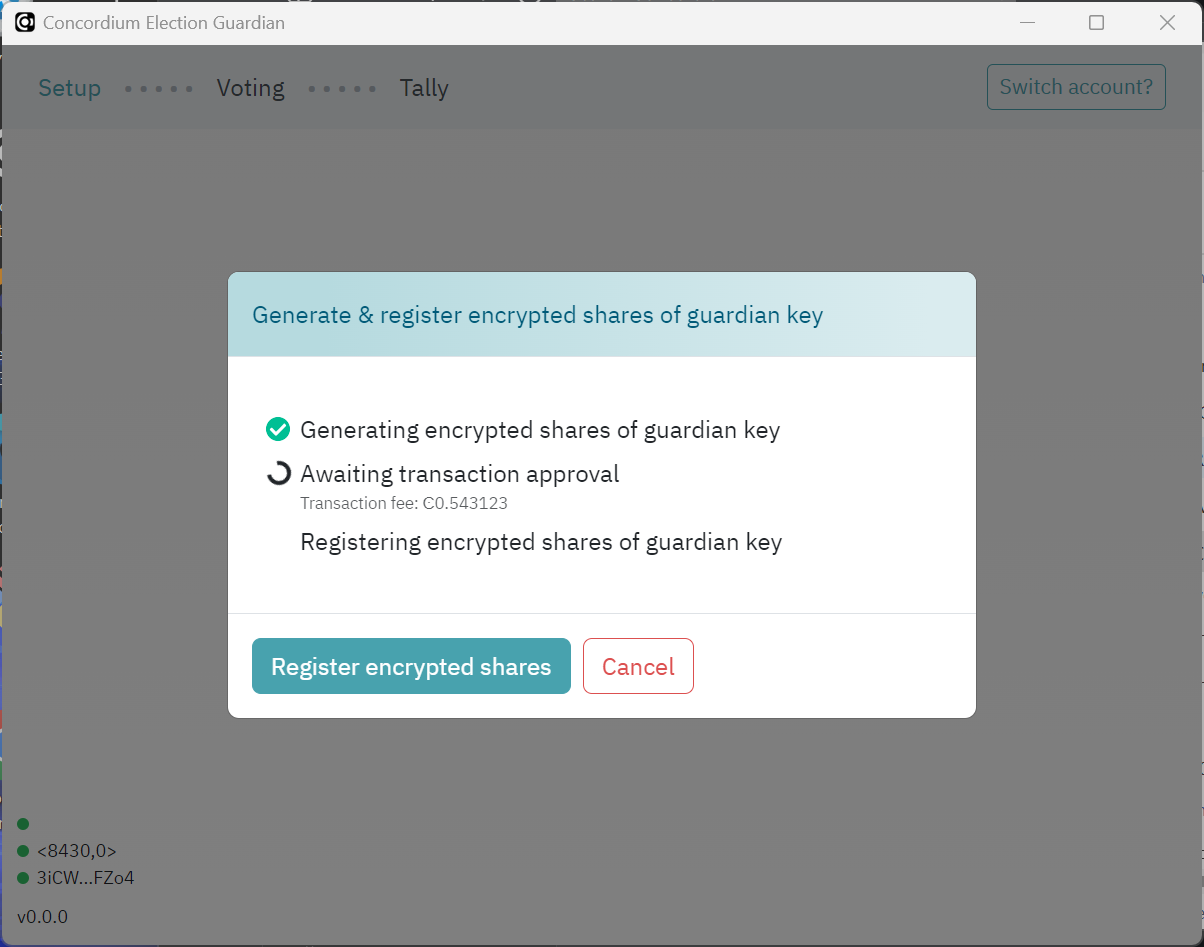 Concordium Election Guardian
Setup Voting Tally Switch account?
Generate & register encrypted shares of guardian key
Generating encrypted shares of guardian key
Awaiting transaction approval
Transaction fee: Ͼ0.543123
Registering encrypted shares of guardian key
Register encrypted shares Cancel
<8430,0>
3iCW...FZo4
v0.0.0